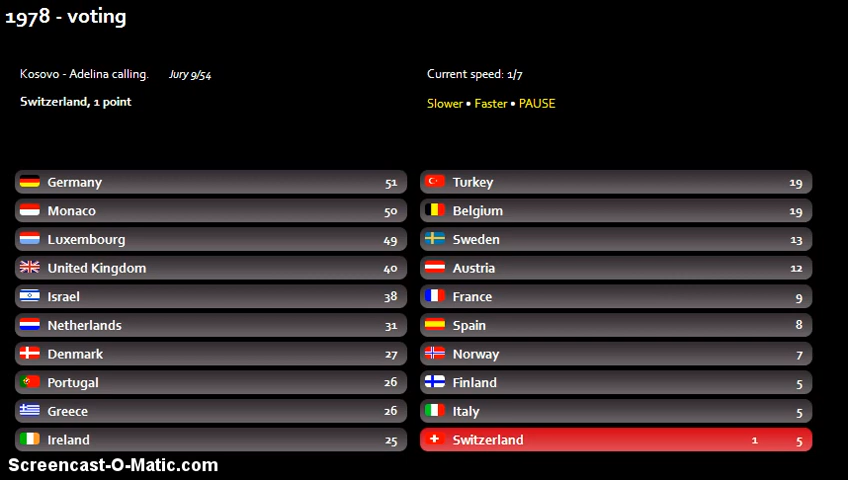 1978 - voting
Kosovo - Adelina calling. Jury 9/54
Current speed: 1/7
Switzerland, 1 point
Slower • Faster • PAUSE
Germany 51
Monaco 50
Luxembourg 49
United Kingdom 40
Israel 38
Netherlands 31
Denmark 27
Portugal 26
Greece 26
Ireland 25
Turkey 19
Belgium 19
Sweden 13
Austria 12
France 9
Spain 8
Norway 7
Finland 5
Italy 5
Switzerland 1 5
Screencast-O-Matic.com